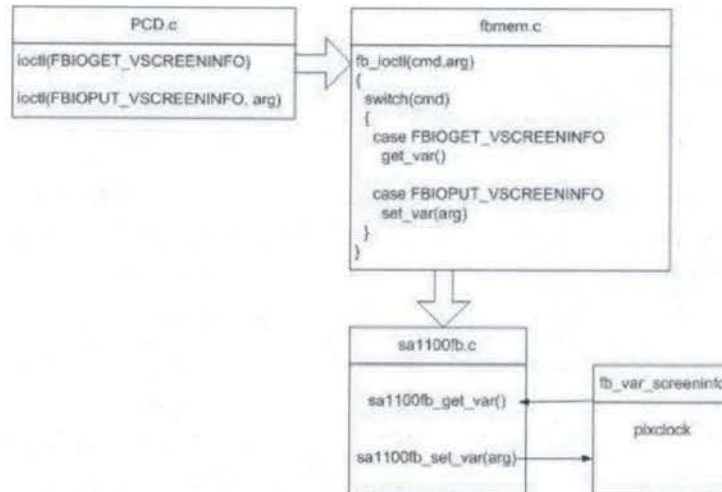 PCD.c
ioctl(FBIOGET_VSCREENINFO)
ioctl(FBIOPUT_VSCREENINFO, arg)
fbmem.c
fb_ioctl(cmd,arg)
{
switch(cmd)
{
case FBIOGET_VSCREENINFO
get_var()
case FBIOPUT_VSCREENINFO
set_var(arg)
}
}
sa1100fb.c
sa1100fb_get_var()
sa1100fb_set_var(arg)
fb_var_screeninfo
pixclock